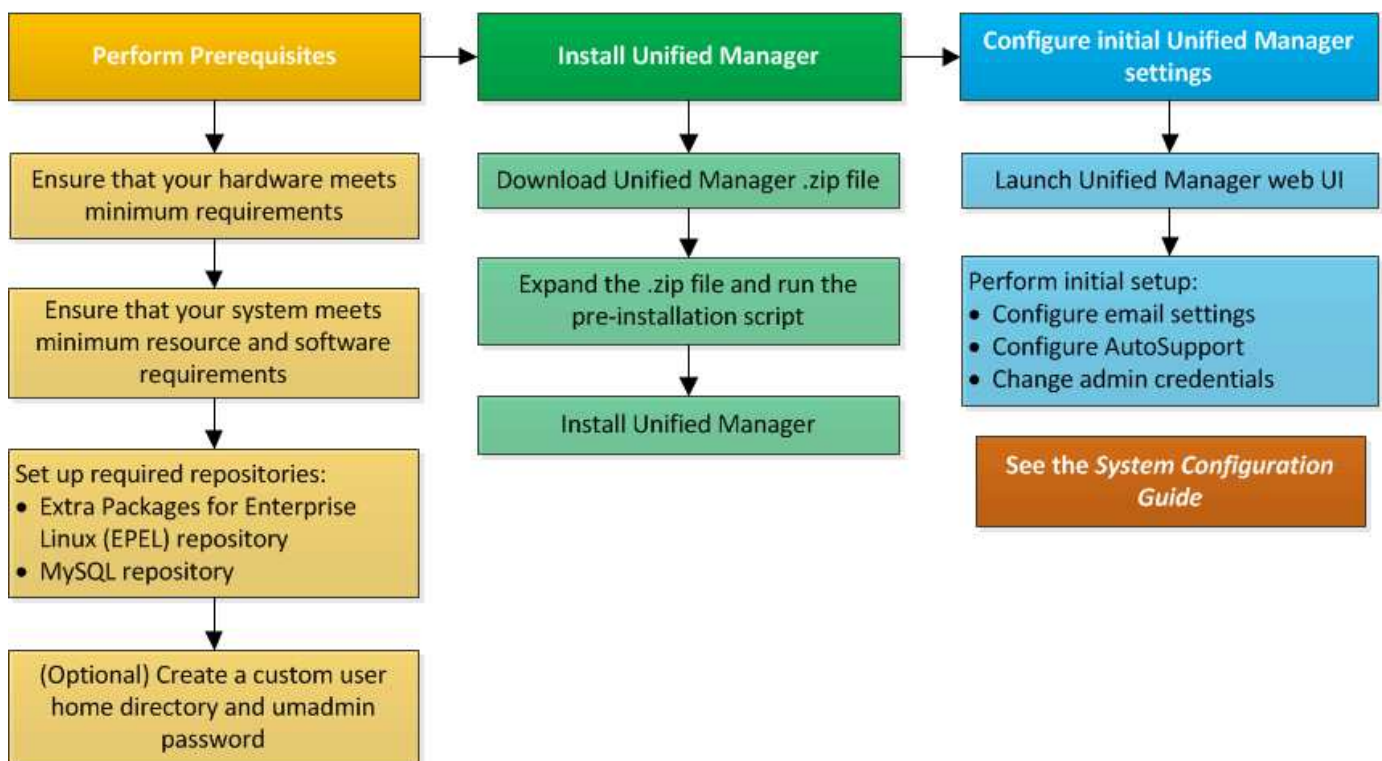 Perform Prerequisites
Ensure that your hardware meets
minimum requirements
Ensure that your system meets
minimum resource and software
requirements
Set up required repositories:
• Extra Packages for Enterprise
Linux (EPEL) repository
• MySQL repository
(Optional) Create a custom user
home directory and umadmin
password
Install Unified Manager
Download Unified Manager .zip file
Expand the .zip file and run the
pre-installation script
Install Unified Manager
Configure initial Unified Manager
settings
Launch Unified Manager web UI
Perform initial setup:
• Configure email settings
• Configure AutoSupport
• Change admin credentials
See the System Configuration
Guide